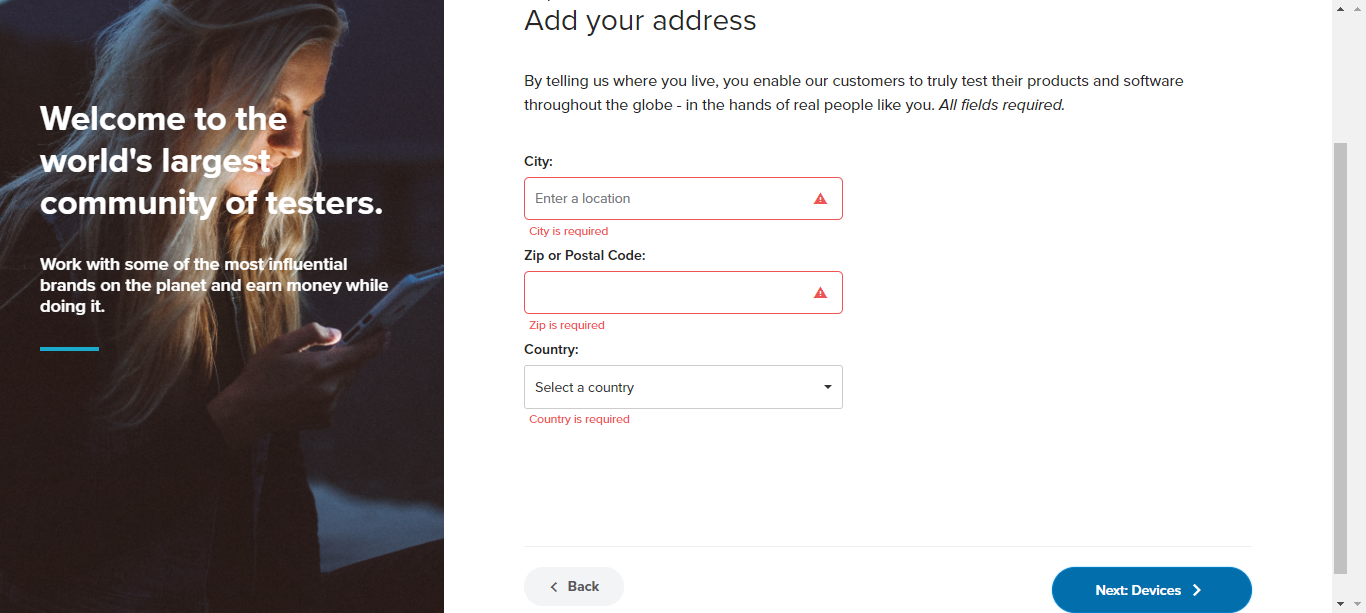 Welcome to the
world's largest
community of testers.
Work with some of the most influential
brands on the planet and earn money while
doing it.
Add your address
By telling us where you live, you enable our customers to truly test their products and software
throughout the globe - in the hands of real people like you. All fields required.
City:
Enter a location
City is required
Zip or Postal Code:
Zip is required
Country:
Select a country
Country is required
Back
Next: Devices